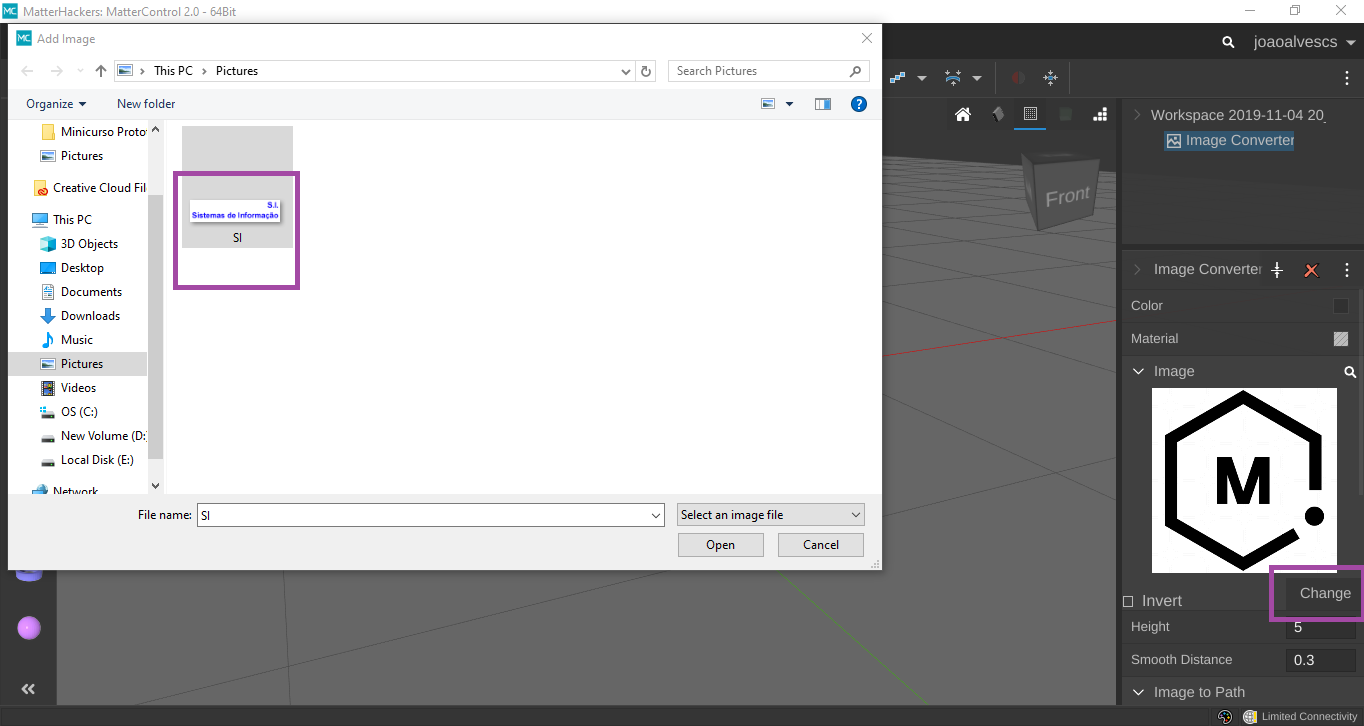 MatterHackers: MatterControl 2.0 - 64Bit
Add Image
joaoalvescs
This PC
Pictures
Search Pictures
Organize
New folder
Minicurso Proto
Pictures
Creative Cloud Fil
This PC
3D Objects
Desktop
Documents
Downloads
Music
Pictures
Videos
OS (C:)
New Volume (D:
Local Disk (E:)
Network
S.I.
Sistemas de Informação
SI
File name:
SI
Select an image file
Open
Cancel
Front
Workspace 2019-11-04 20_
Image Converter
Image Converter
Color
Material
Image
M
Change
Invert
Height
5
Smooth Distance
0.3
Image to Path
Limited Connectivity